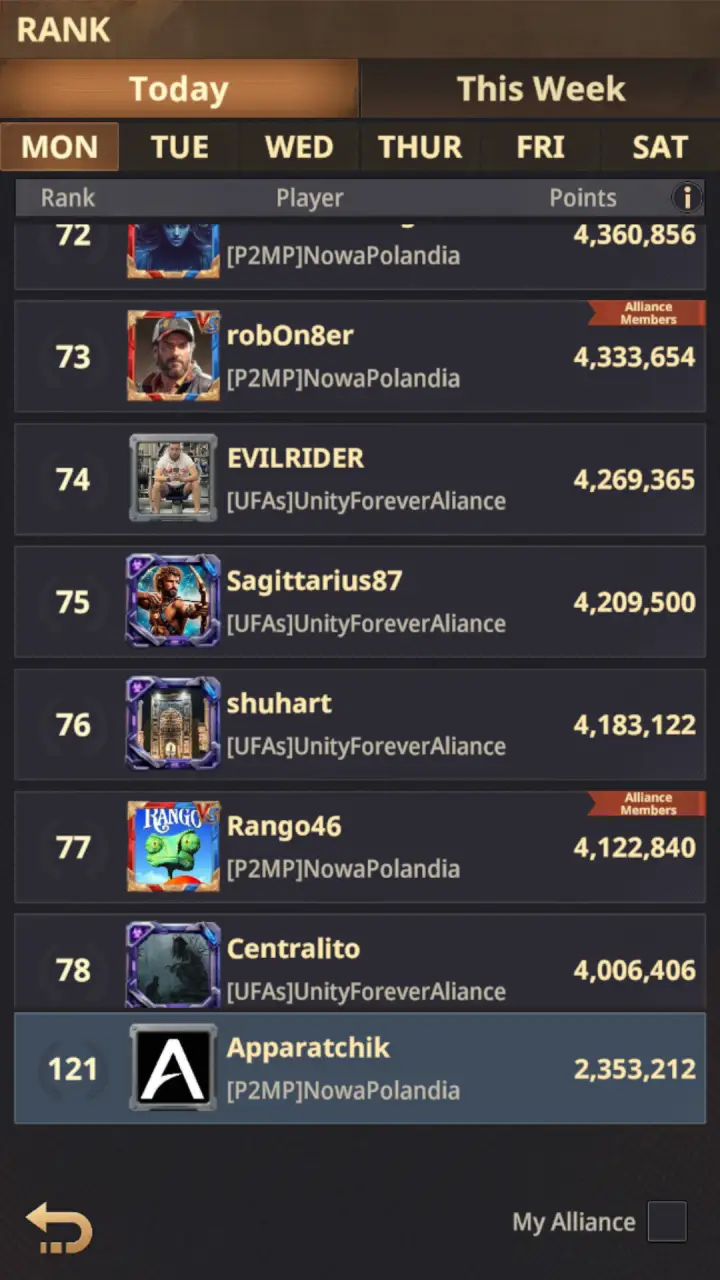 RANK
Today This Week
MON TUE WED THUR FRI SAT
Rank Player Points
72
4,360,856
[P2MP]NowaPolandia
Alliance
Members
73
robOn8er
4,333,654
[P2MP]NowaPolandia
74
EVILRIDER
4,269,365
[UFAs]UnityForeverAliance
75
Sagittarius87
4,209,500
[UFAs]UnityForeverAliance
76
shuhart
4,183,122
[UFAs]UnityForeverAliance
Alliance
Members
RANGO
77
Rango46
4,122,840
[P2MP]NowaPolandia
78
Centralito
4,006,406
[UFAs]UnityForeverAliance
121
Apparatchik
2,353,212
[P2MP]NowaPolandia
My Alliance